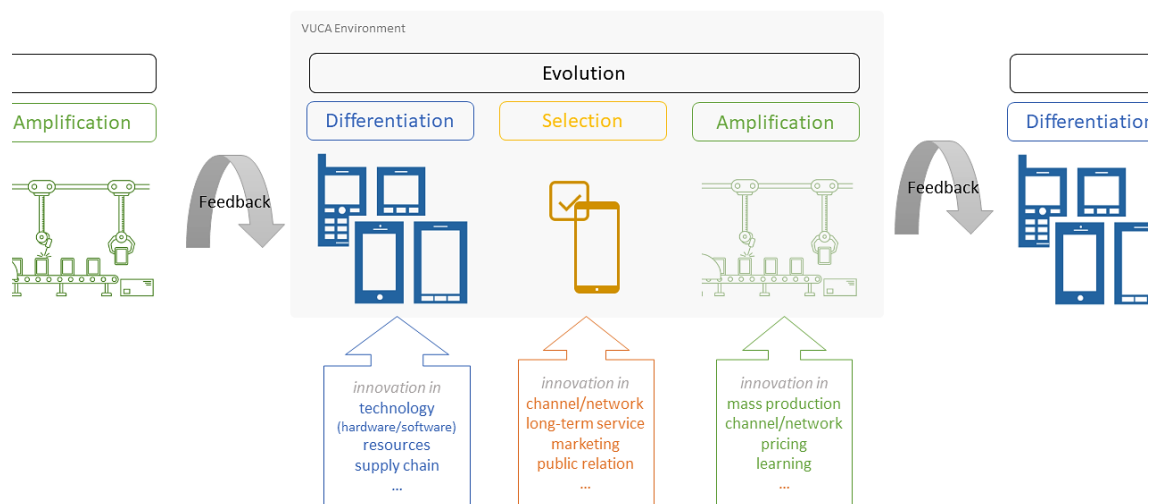 VUCA Environment
Evolution
Amplification
Differentiation
Selection
Amplification
Differentiation
Feedback
Feedback
innovation in
technology
(hardware/software)
resources
supply chain
...
innovation in
channel/network
long-term service
marketing
public relation
...
innovation in
mass production
channel/network
pricing
learning
...